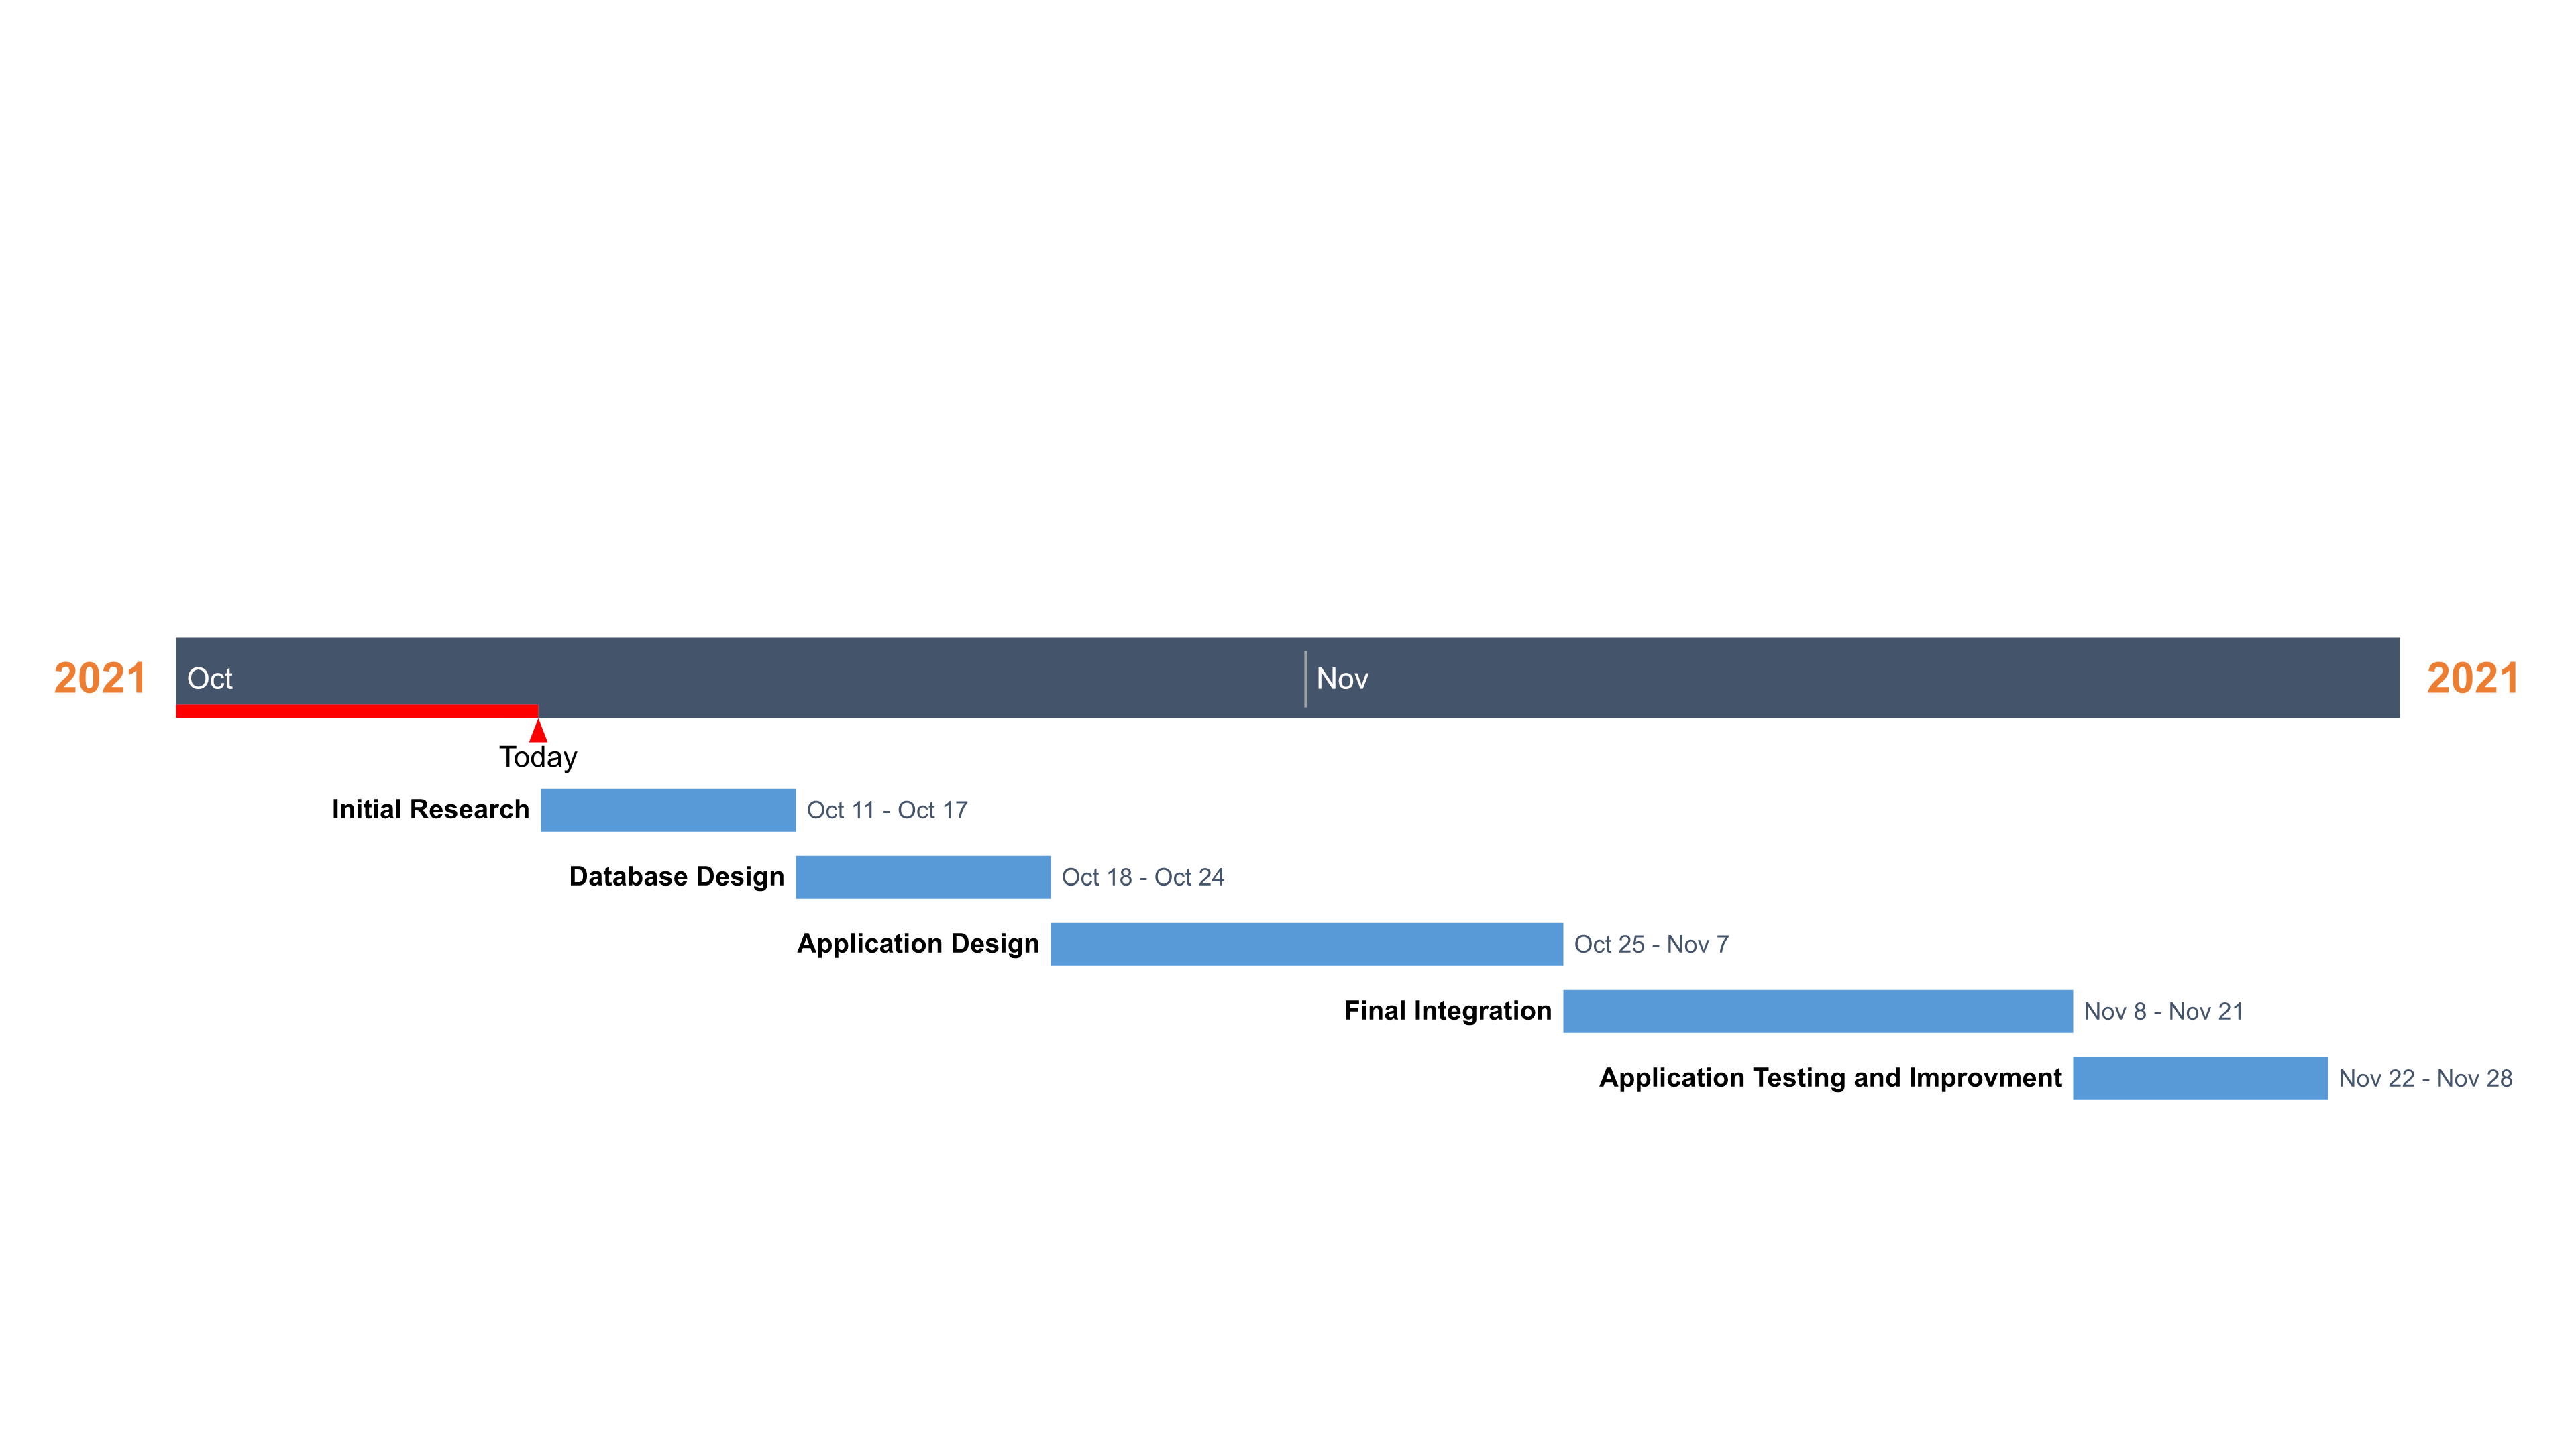 2021 Oct Nov 2021
Today
Initial Research Oct 11 - Oct 17
Database Design Oct 18 - Oct 24
Application Design Oct 25 - Nov 7
Final Integration Nov 8 - Nov 21
Application Testing and Improvment Nov 22 - Nov 28